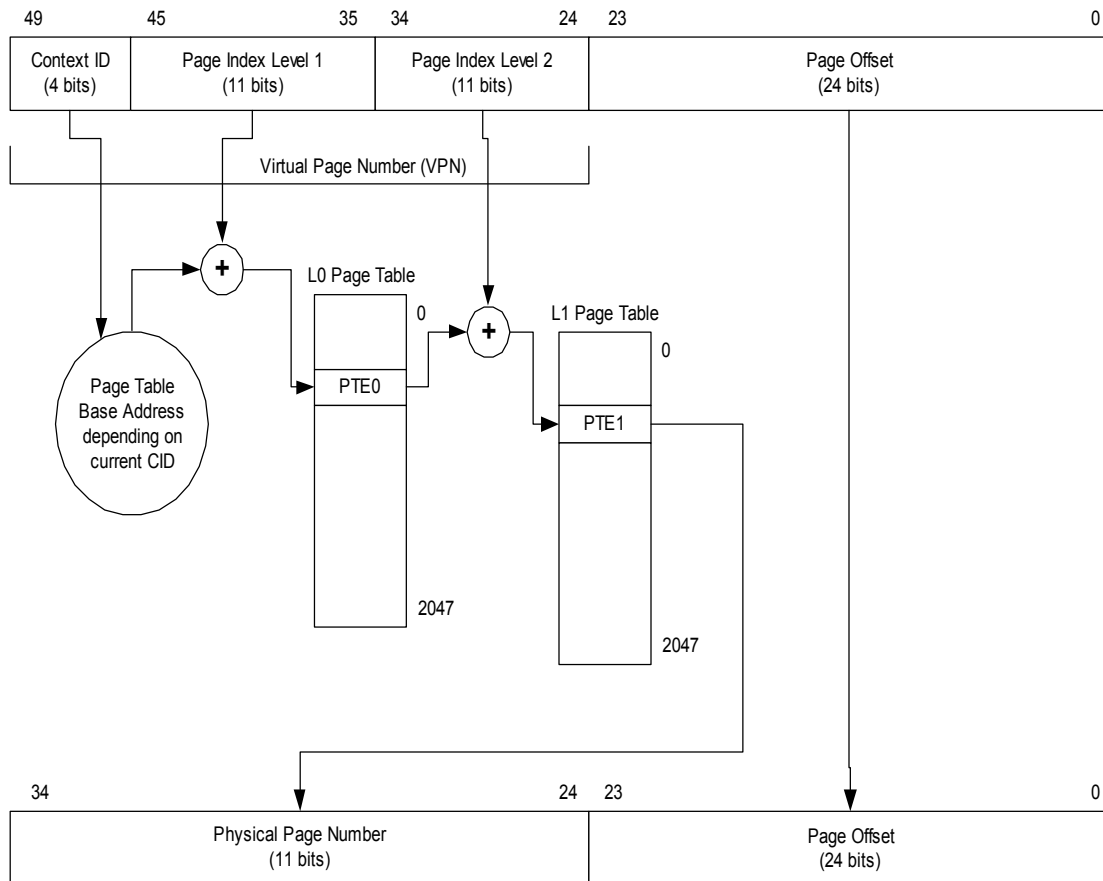 49 45 35 34 24 23 0
Context ID
(4 bits)
Page Index Level 1
(11 bits)
Page Index Level 2
(11 bits)
Page Offset
(24 bits)
Virtual Page Number (VPN)
+
L0 Page Table
0
PTE0
2047
+
L1 Page Table
0
PTE1
2047
Page Table
Base Address
depending on
current CID
34 24 23 0
Physical Page Number
(11 bits)
Page Offset
(24 bits)